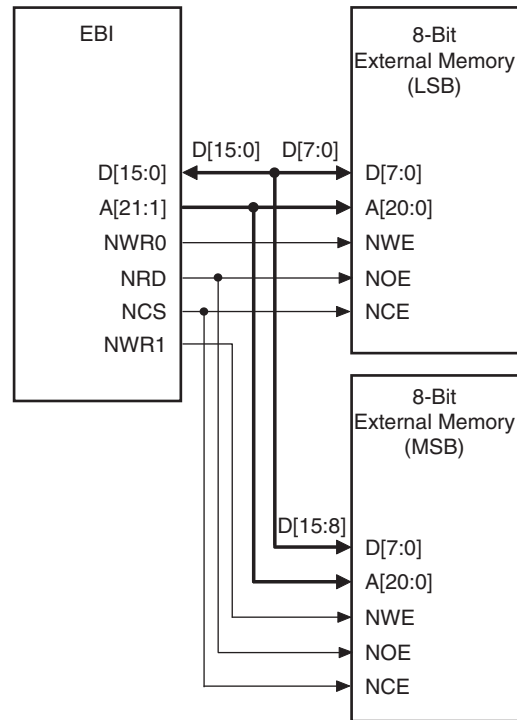 EBI
D[15:0]
A[21:1]
NWR0
NRD
NCS
NWR1
D[15:0]
D[7:0]
8-Bit
External Memory
(LSB)
D[7:0]
A[20:0]
NWE
NOE
NCE
8-Bit
External Memory
(MSB)
D[15:8]
D[7:0]
A[20:0]
NWE
NOE
NCE